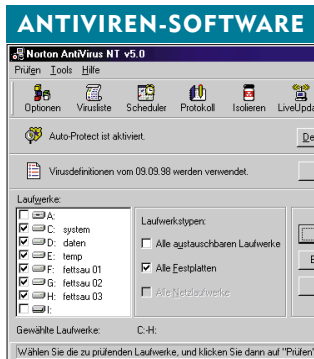 ANTIVIREN-SOFTWARE
Norton AntiVirus NT v5.0
Prüfen Tools Hilfe
Optionen Virusliste Scheduler Protokoll Isolieren LiveUpda
Auto-Protect ist aktiviert.
De
Virusdefinitionen vom 09.09.98 werden verwendet.
Laufwerke:
A:
C: system
D: daten
E: temp
F: fettsau 01
G: fettsau 02
H: fettsau 03
I:
Laufwerkstypen:
Alle austauschbaren Laufwerke
Alle Festplatten
Alle Netzlaufwerke
E
Gewählte Laufwerke: C:-H:
Wählen Sie die zu prüfenden Laufwerke, und klicken Sie dann auf "Prüfen"